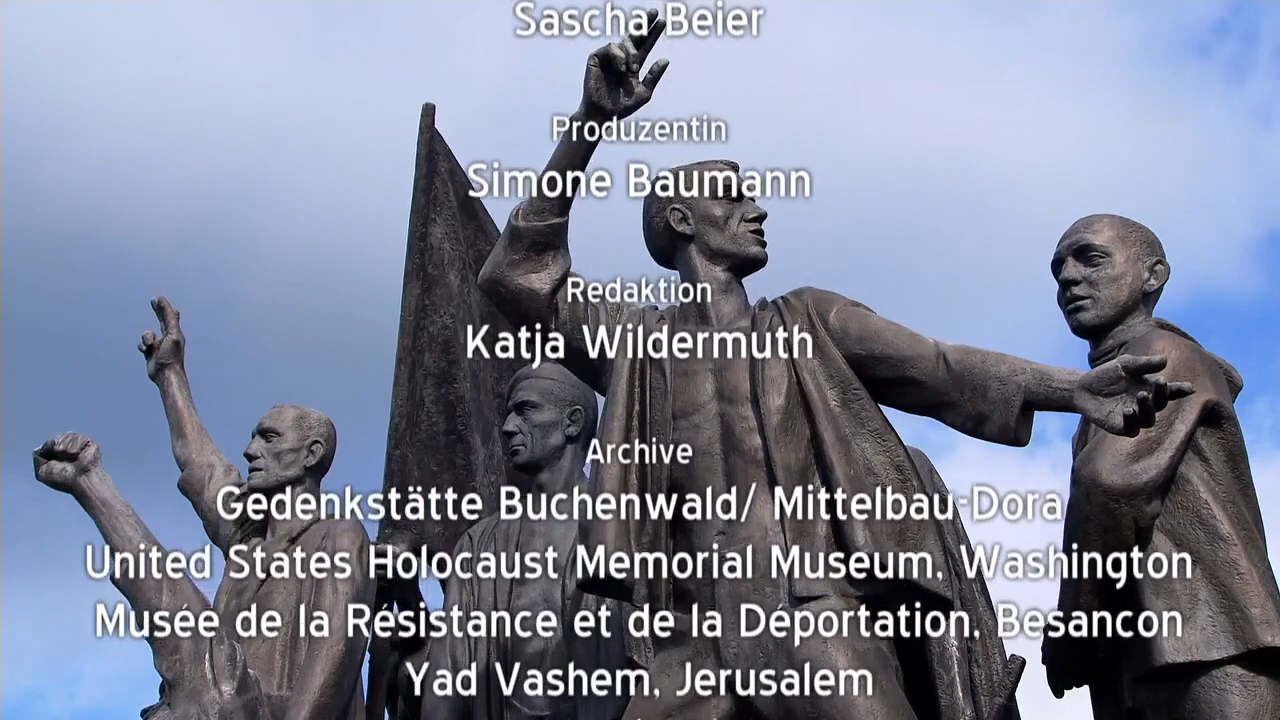 Sascha Beier
Produzentin
Simone Baumann
Redaktion
Katja Wildermuth
Archive
Gedenkstätte Buchenwald/ Mittelbau-Dora
United States Holocaust Memorial Museum, Washington
Musée de la Résistance et de la Déportation, Besancon
Yad Vashem, Jerusalem